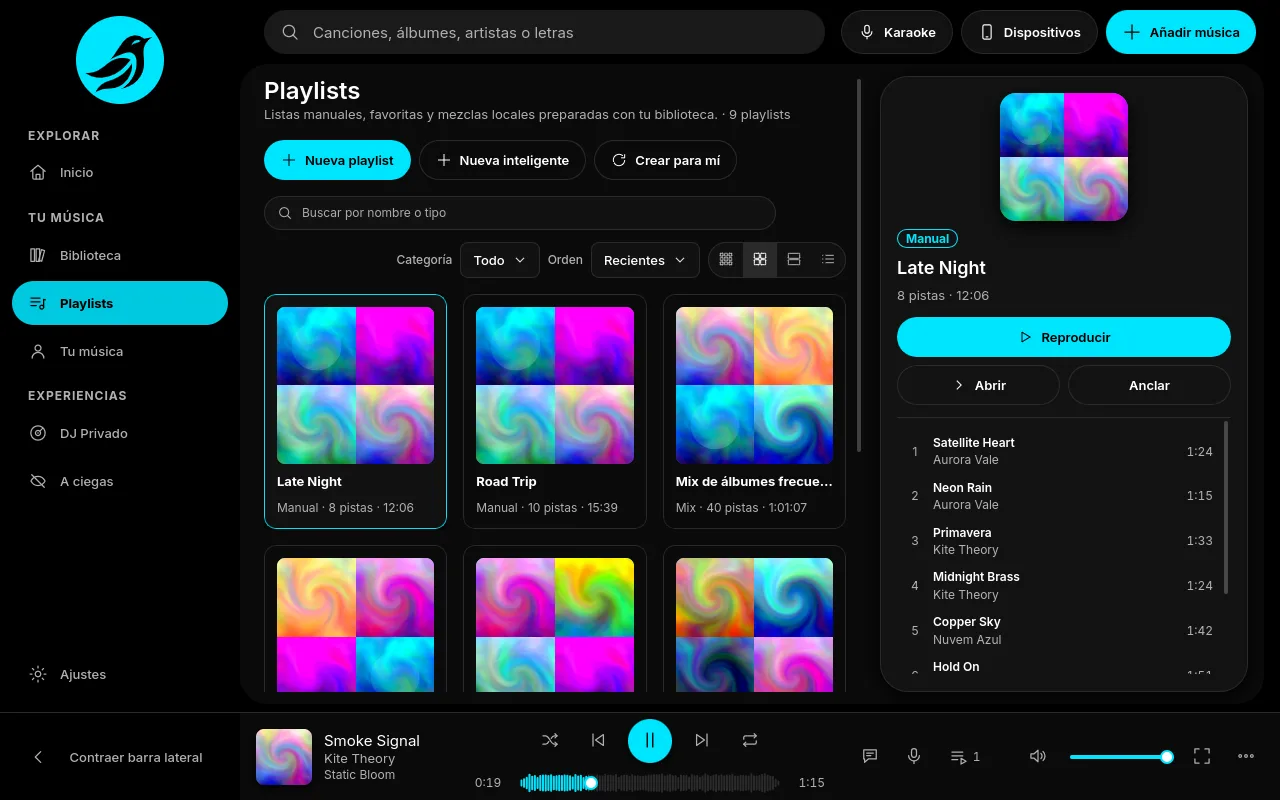 Canciones, álbumes, artistas o letras
Karaoke
Dispositivos
Añadir música
EXPLORAR
Inicio
TU MÚSICA
Biblioteca
Playlists
Tu música
EXPERIENCIAS
DJ Privado
A ciegas
Ajustes
Contraer barra lateral
Playlists
Listas manuales, favoritas y mezclas locales preparadas con tu biblioteca. · 9 playlists
Nueva playlist
Nueva inteligente
Crear para mí
Buscar por nombre o tipo
Categoría
Todo
Orden
Recientes
Late Night
Manual · 8 pistas · 12:06
Road Trip
Manual · 10 pistas · 15:39
Mix de álbumes frecue...
Mix · 40 pistas · 1:01:07
Manual
Late Night
8 pistas · 12:06
Reproducir
Abrir
Anclar
1 Satellite Heart 1:24
Aurora Vale
2 Neon Rain 1:15
Aurora Vale
3 Primavera 1:33
Kite Theory
4 Midnight Brass 1:24
Kite Theory
5 Copper Sky 1:42
Nuvem Azul
Hold On
Smoke Signal
Kite Theory
Static Bloom
0:19
1:15
1